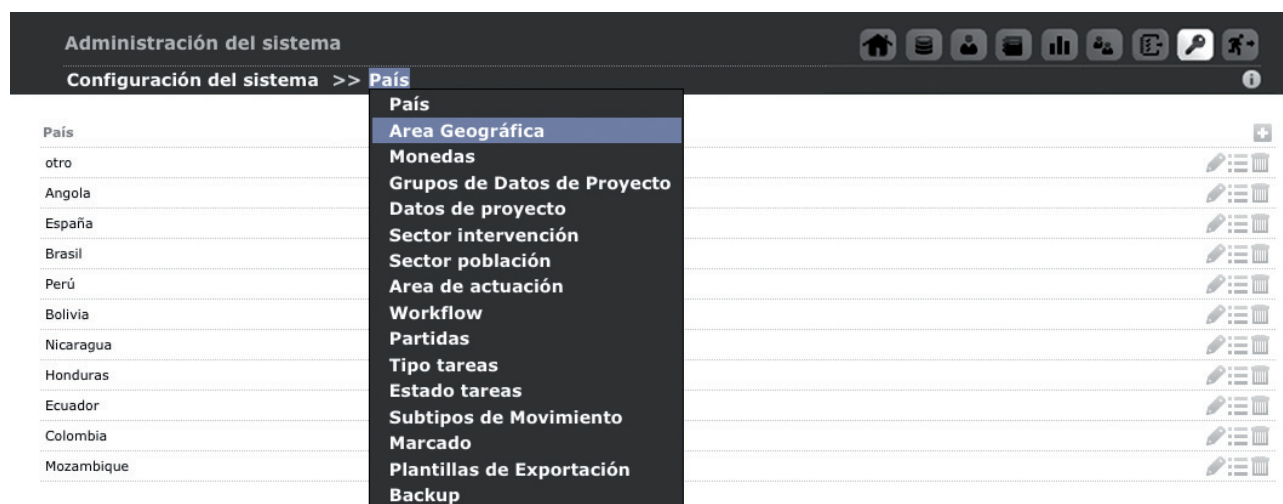 Administración del sistema
Configuración del sistema >> País
País
Area Geográfica
Monedas
Grupos de Datos de Proyecto
Datos de proyecto
Sector intervención
Sector población
Area de actuación
Workflow
Partidas
Tipo tareas
Estado tareas
Subtipos de Movimiento
Marcado
Plantillas de Exportación
Backup
País
otro
Angola
España
Brasil
Perú
Bolivia
Nicaragua
Honduras
Ecuador
Colombia
Mozambique